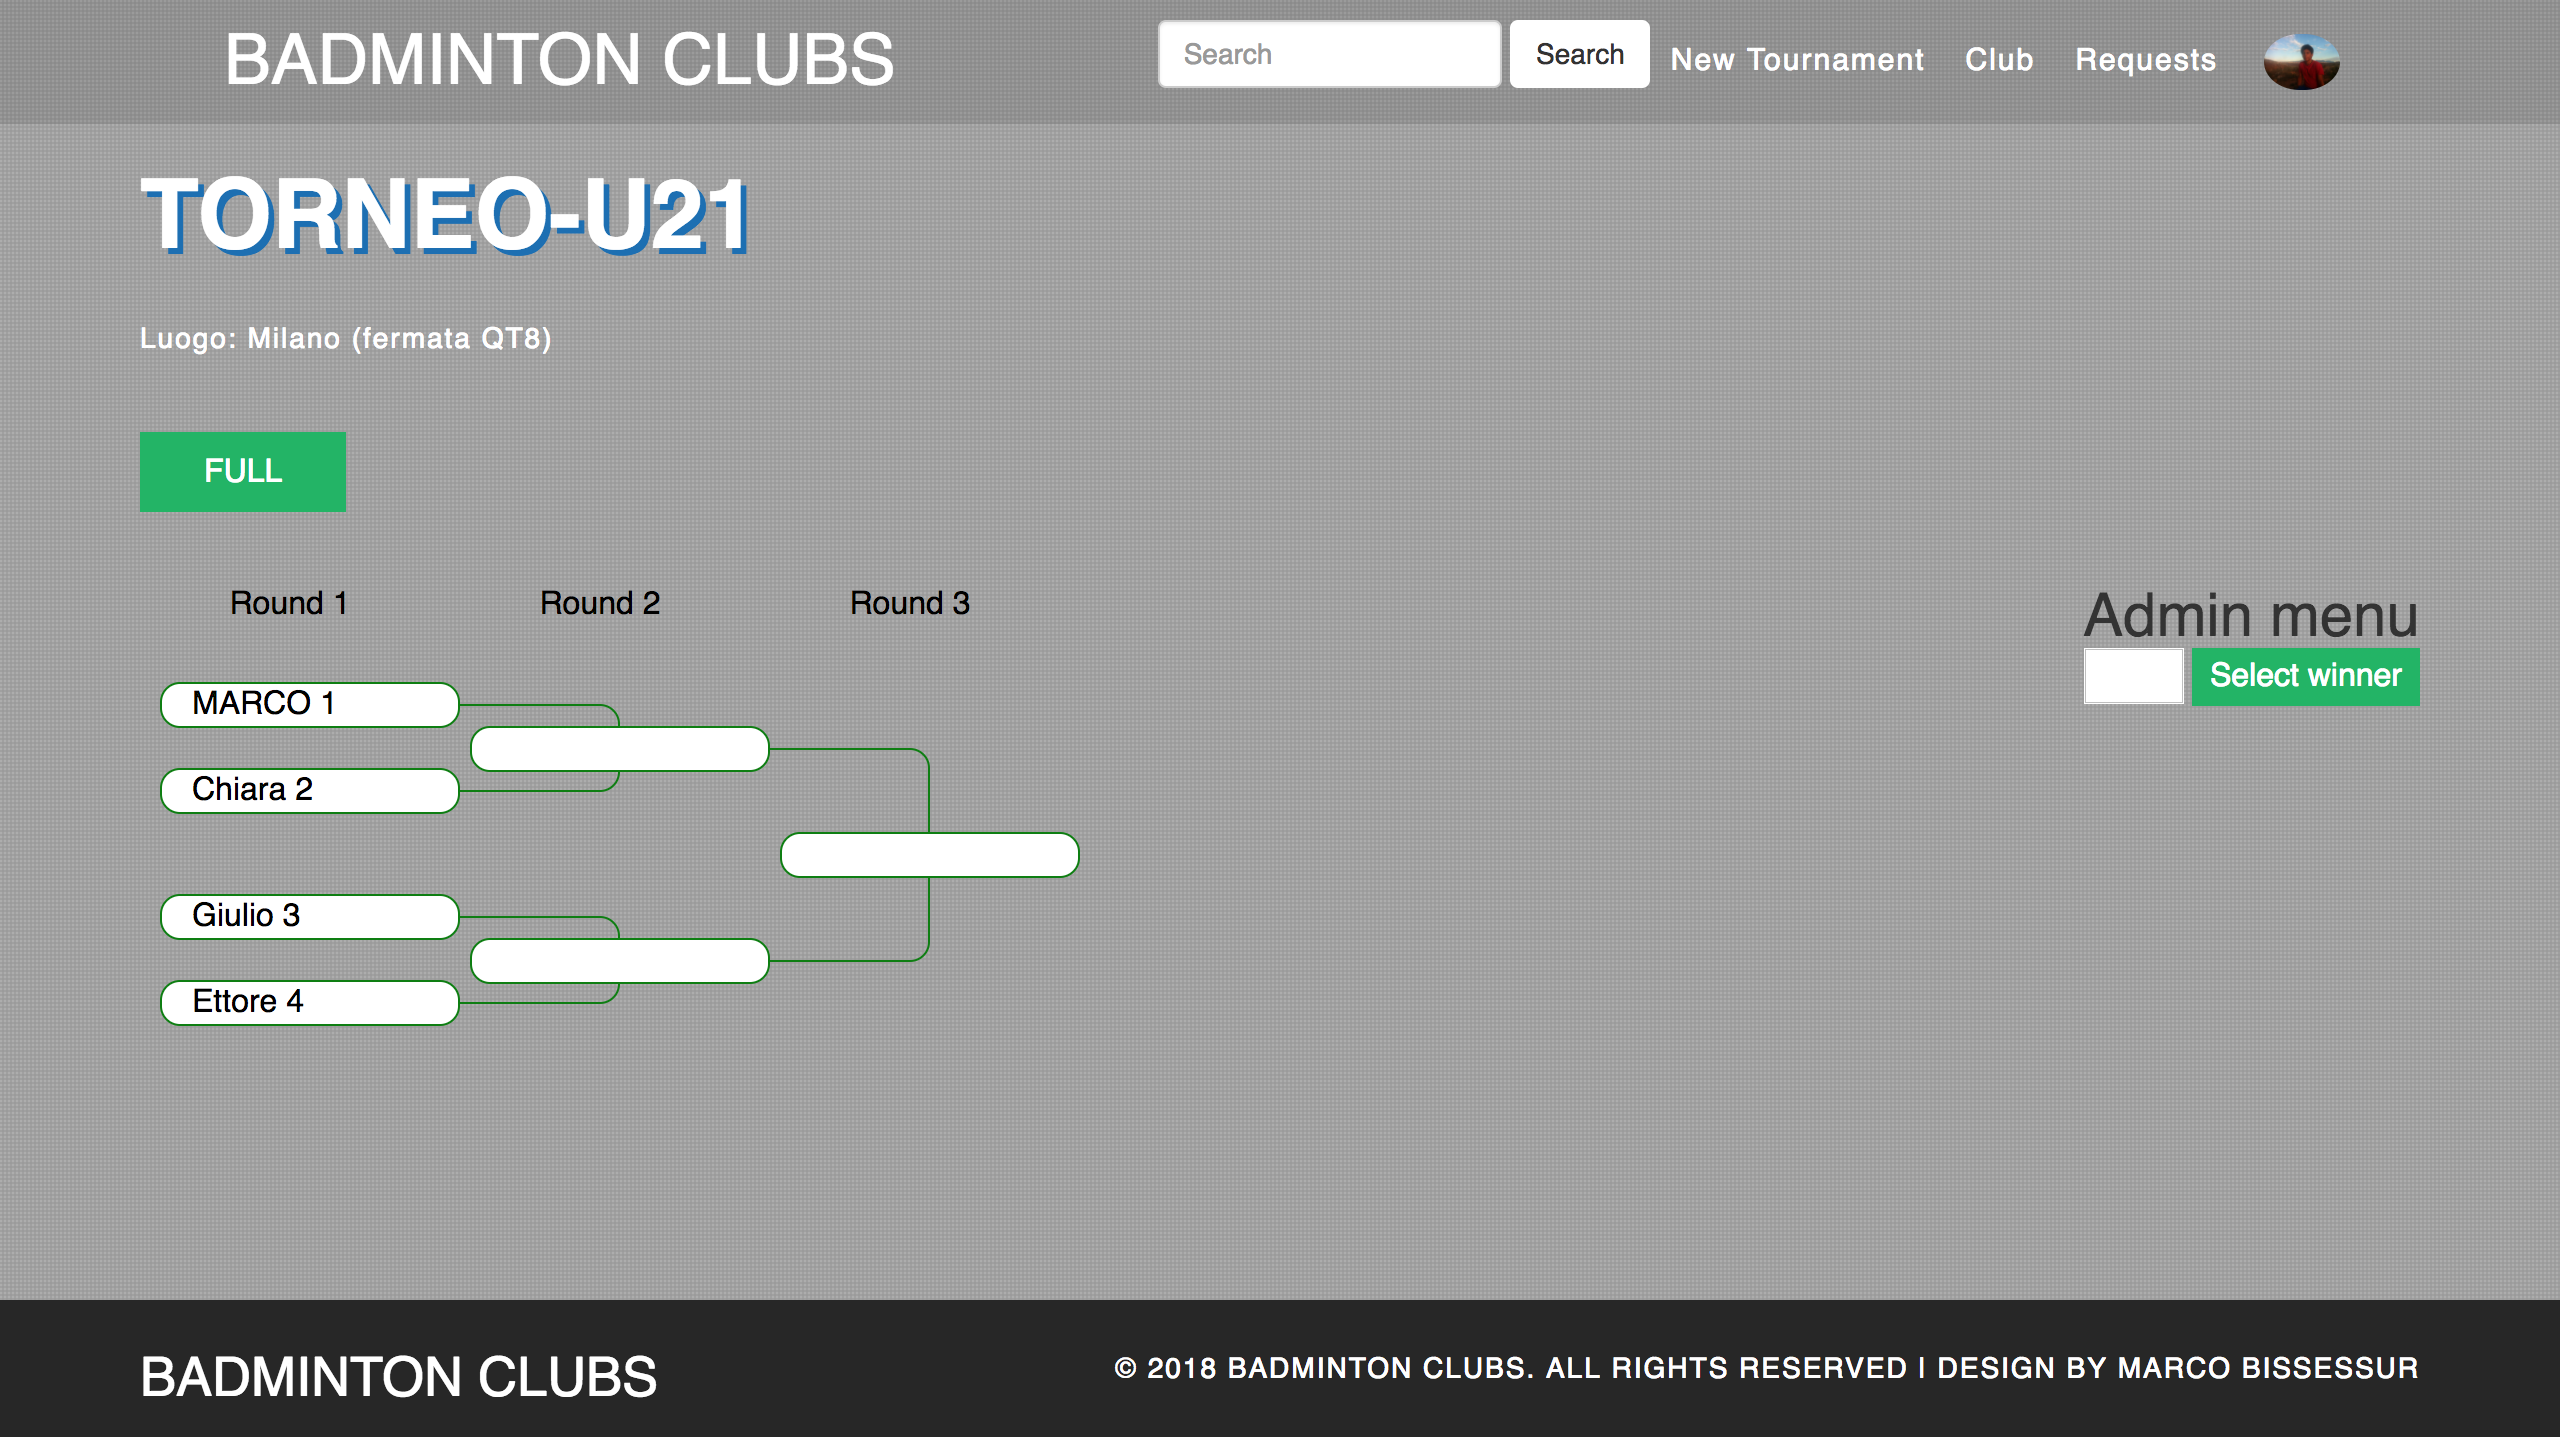 BADMINTON CLUBS
Search Search New Tournament Club Requests
TORNEO-U21
Luogo: Milano (fermata QT8)
FULL
Round 1 Round 2 Round 3
Admin menu
Select winner
MARCO 1
Chiara 2
Giulio 3
Ettore 4
BADMINTON CLUBS
© 2018 BADMINTON CLUBS. ALL RIGHTS RESERVED | DESIGN BY MARCO BISSESSUR